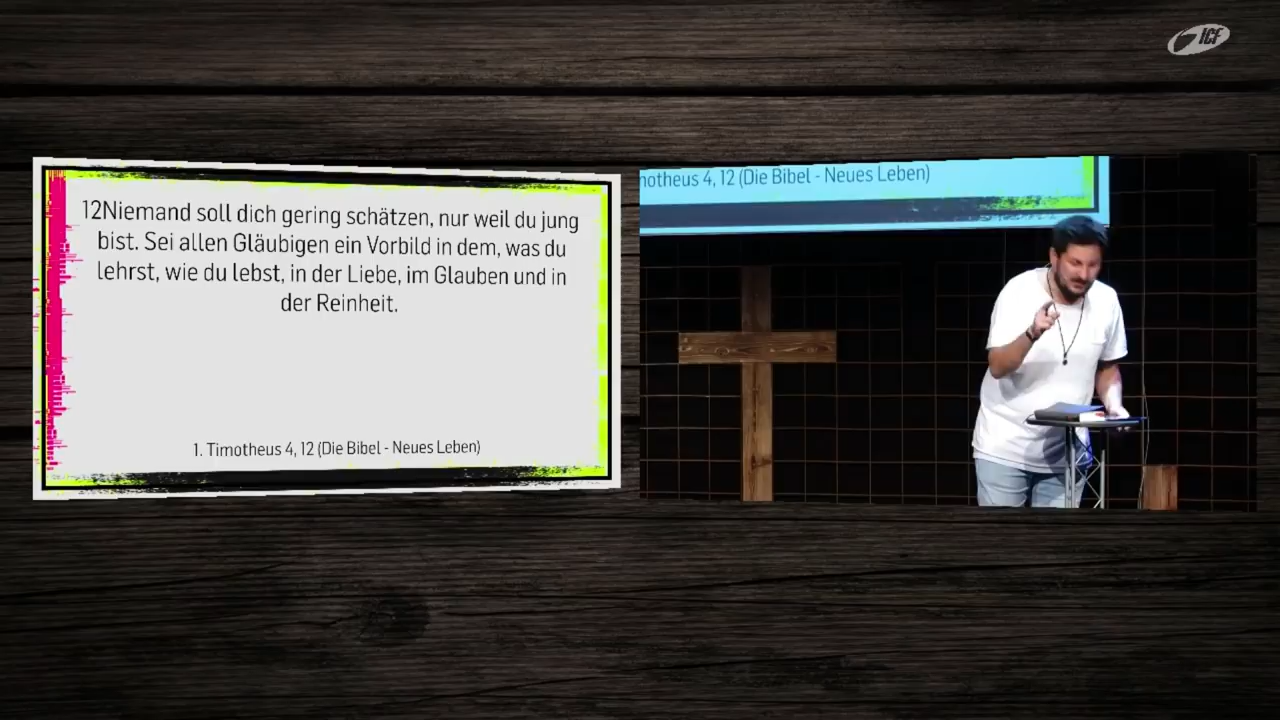 ICF
12Niemand soll dich gering schätzen, nur weil du jung
bist. Sei allen Gläubigen ein Vorbild in dem, was du
lehrst, wie du lebst, in der Liebe, im Glauben und in
der Reinheit.
1. Timotheus 4, 12 (Die Bibel - Neues Leben)
motheus 4, 12 (Die Bibel - Neues Leben)